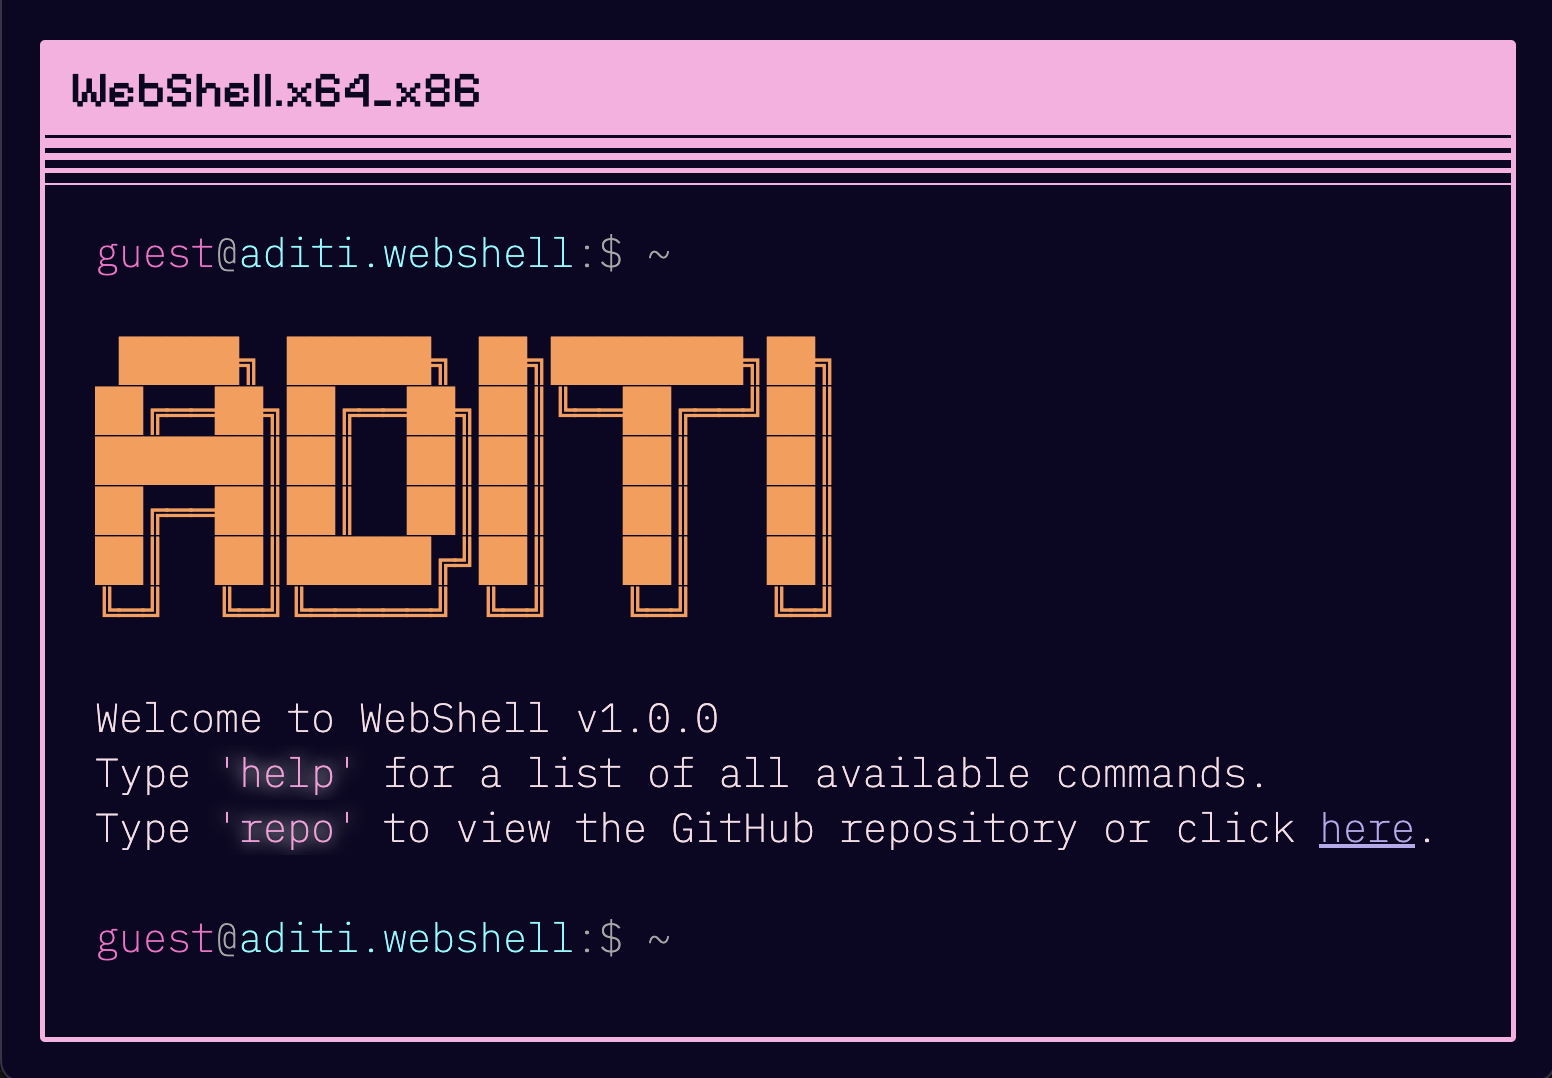 WebShell.x64_x86
guest@aditi.webshell:$ ~
ADITI
Welcome to WebShell v1.0.0
Type 'help' for a list of all available commands.
Type 'repo' to view the GitHub repository or click here.
guest@aditi.webshell:$ ~